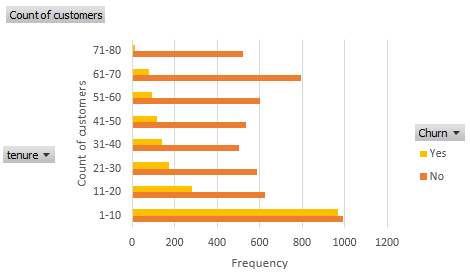 Count of customers
71-80
61-70
51-60
41-50
31-40
21-30
11-20
1-10
Count of customers
tenure
0 200 400 600 800 1000 1200
Frequency
Churn
Yes
No